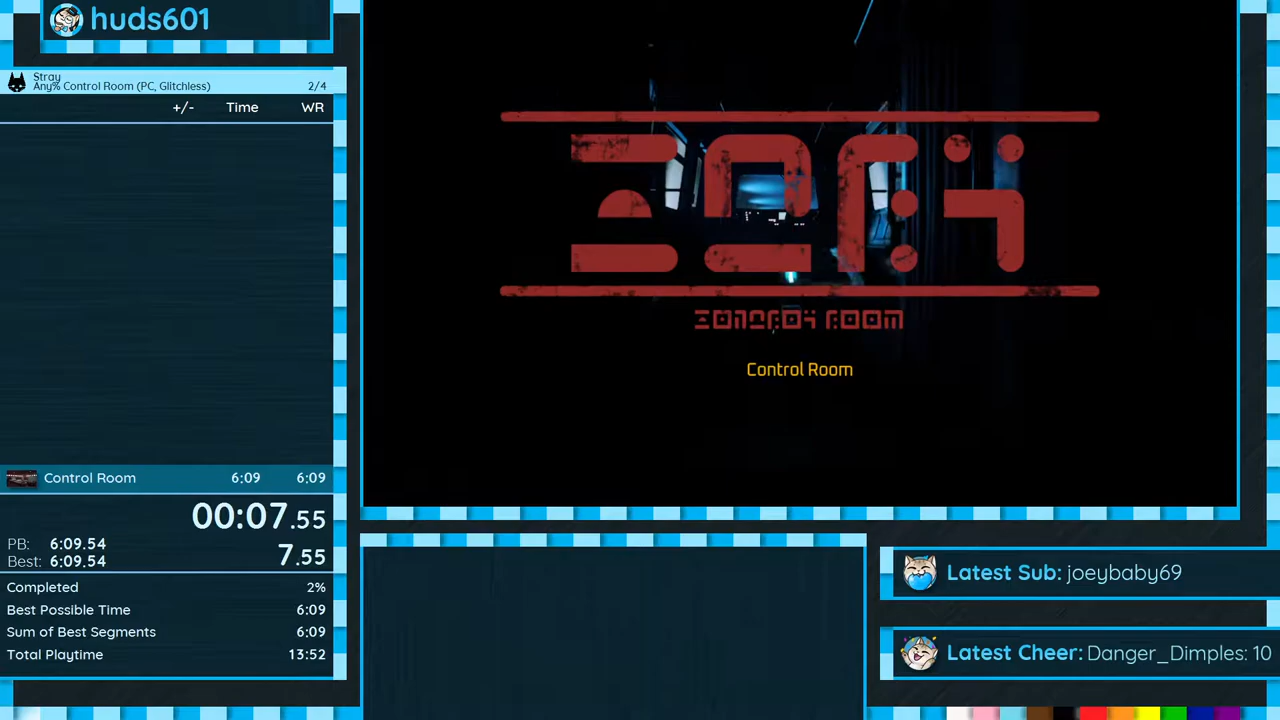 huds601
Stray
Any% Control Room (PC, Glitchless) 2/4
+/- Time WR
Control Room 6:09 6:09
00:07.55
PB: 6:09.54
Best: 6:09.54
7.55
Completed 2%
Best Possible Time 6:09
Sum of Best Segments 6:09
Total Playtime 13:52
Control Room
Latest Sub: joeybaby69
Latest Cheer: Danger_Dimples: 10